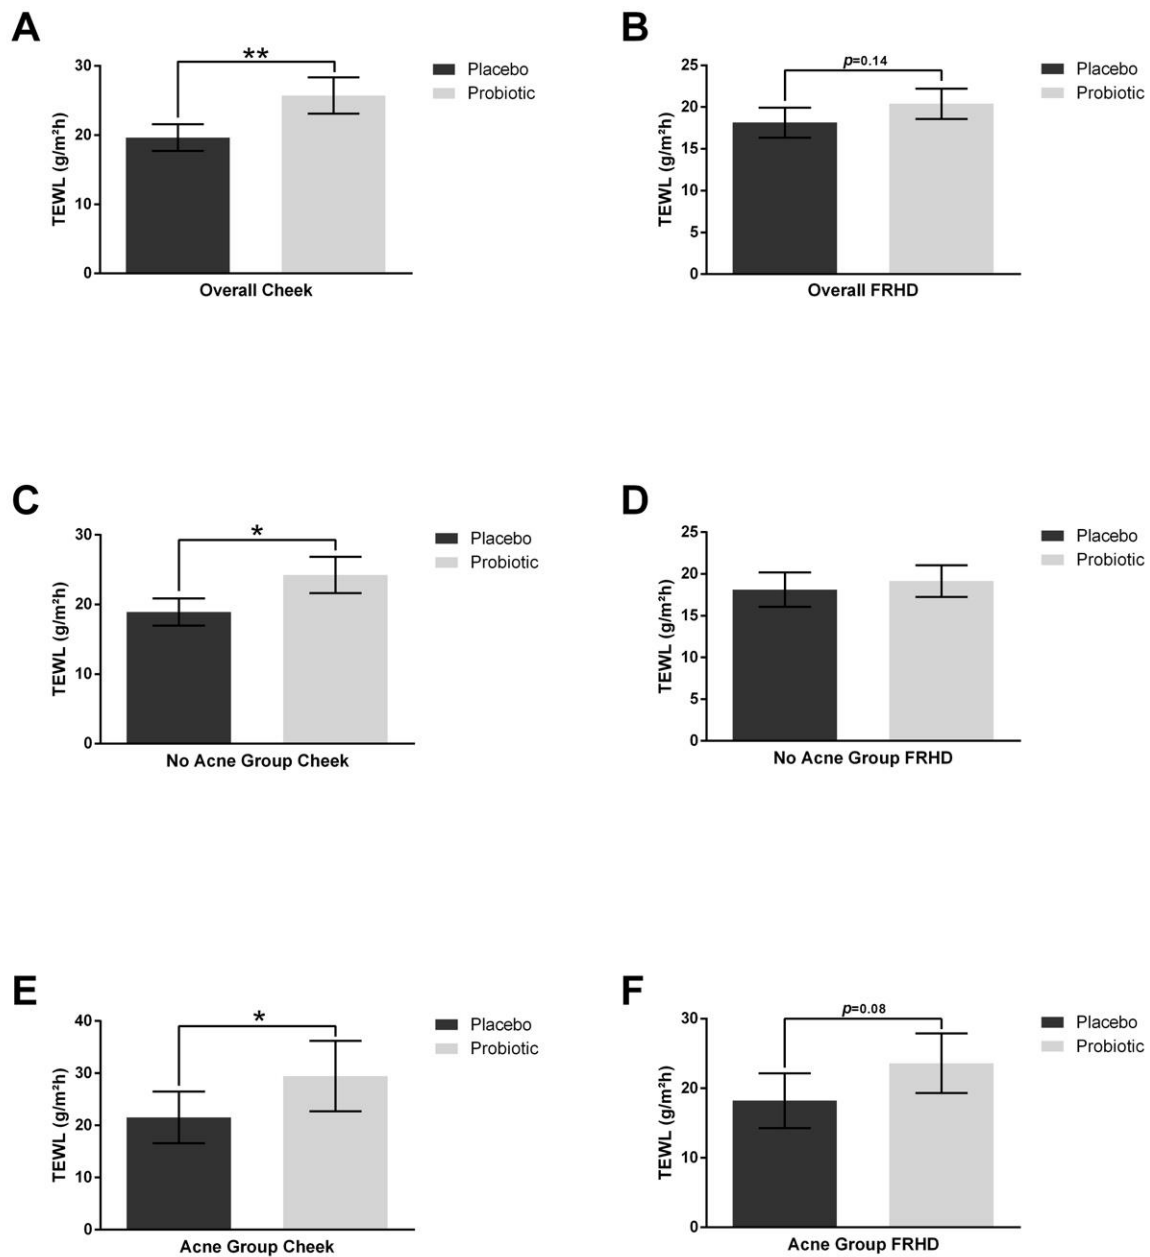 A
**
30
20
10
0
TEWL (g/m²h)
Overall Cheek
Placebo
Probiotic
B
p=0.14
25
20
15
10
5
0
TEWL (g/m²h)
Overall FRHD
Placebo
Probiotic
C
*
30
20
10
0
TEWL (g/m²h)
No Acne Group Cheek
Placebo
Probiotic
D
25
20
15
10
5
0
TEWL (g/m²h)
No Acne Group FRHD
Placebo
Probiotic
E
*
40
30
20
10
0
TEWL (g/m²h)
Acne Group Cheek
Placebo
Probiotic
F
p=0.08
30
20
10
0
TEWL (g/m²h)
Acne Group FRHD
Placebo
Probiotic